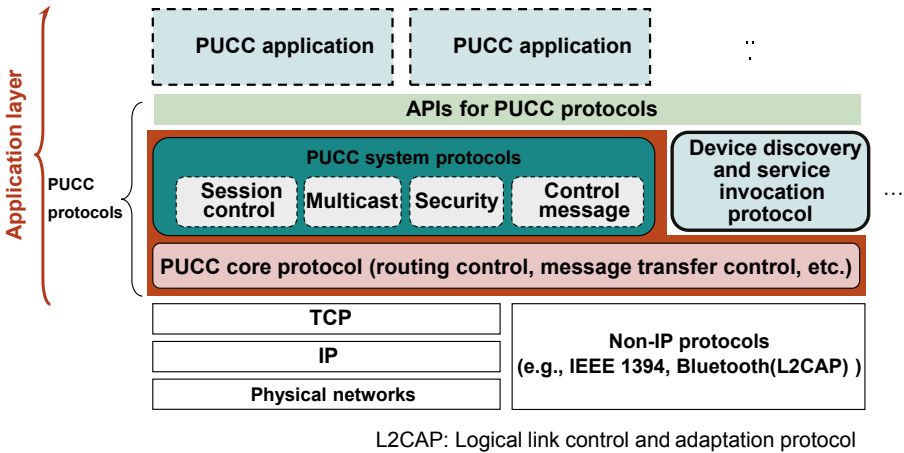 Application layer
PUCC application
PUCC application
..
.
PUCC
protocols
APIs for PUCC protocols
PUCC system protocols
Session
control
Multicast
Security
Control
message
Device discovery
and service
invocation
protocol
...
PUCC core protocol (routing control, message transfer control, etc.)
TCP
IP
Physical networks
Non-IP protocols
(e.g., IEEE 1394, Bluetooth(L2CAP) )
L2CAP: Logical link control and adaptation protocol